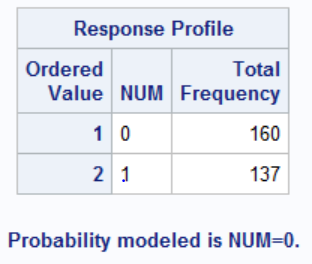 Response Profile
Ordered Value NUM Total Frequency
1 0 160
2 1 137
Probability modeled is NUM=0.